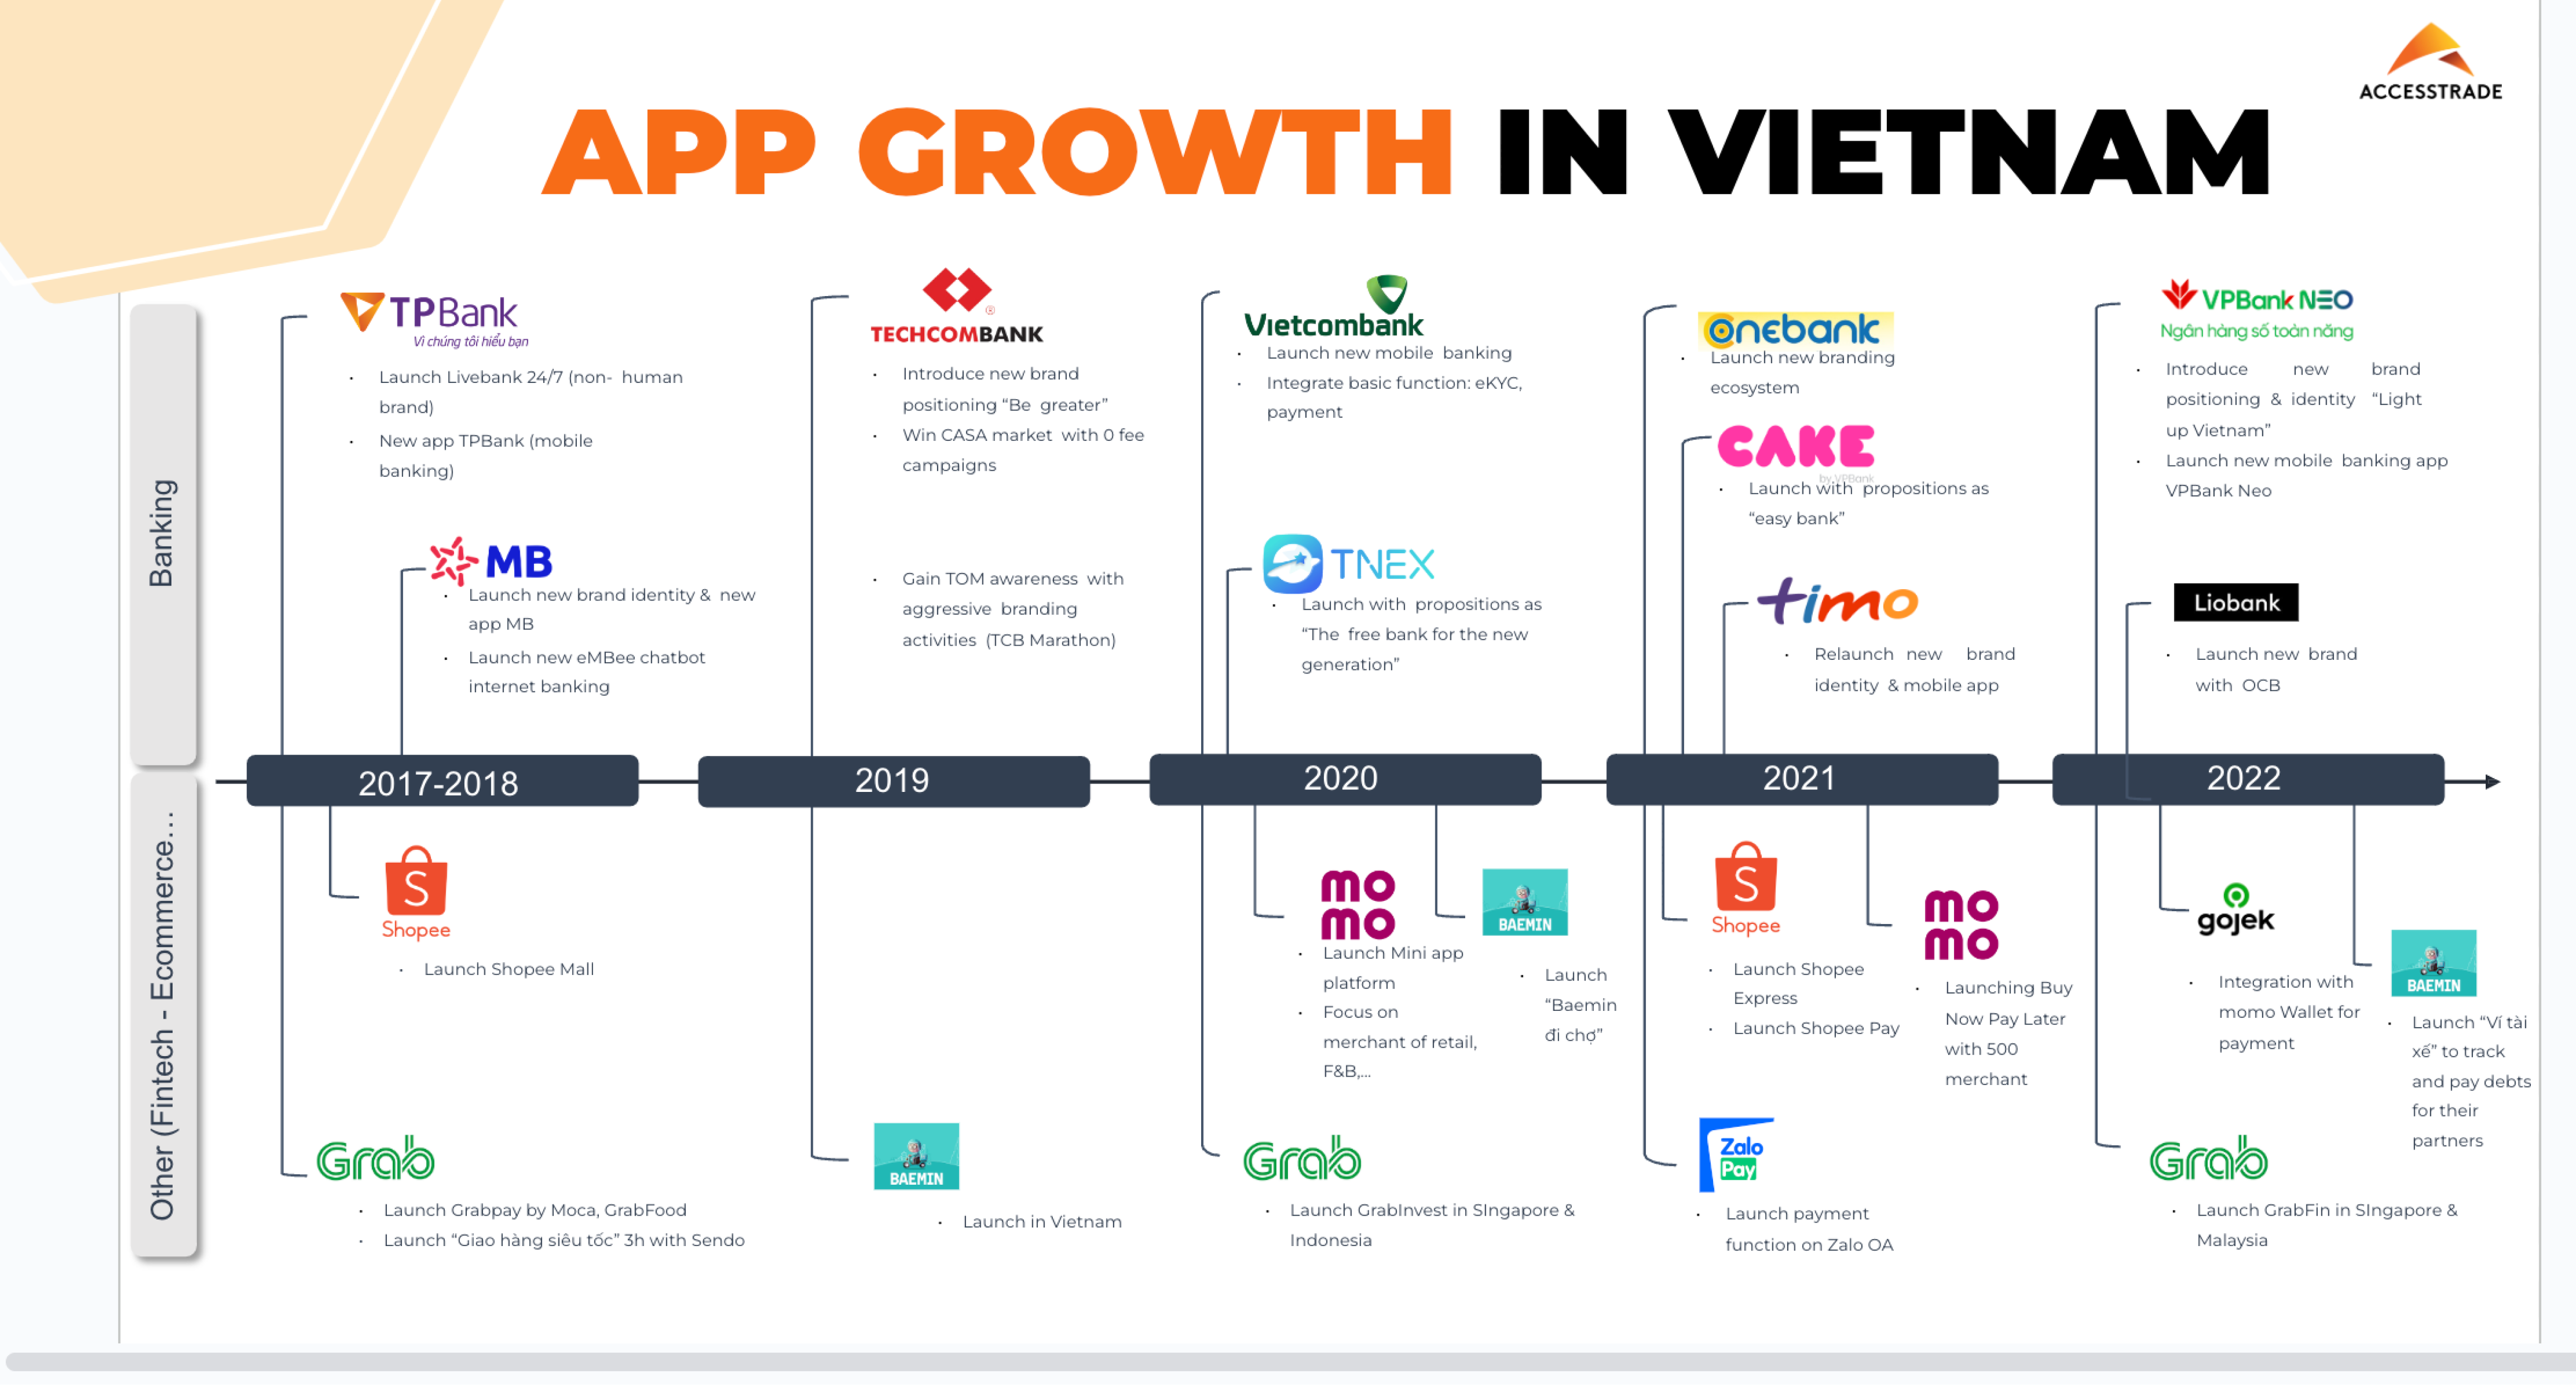 ACCESSTRADE
APP GROWTH IN VIETNAM
Banking
TPBank
Vì chúng tôi hiểu bạn
Launch Livebank 24/7 (non- human
brand)
New app TPBank (mobile
banking)
MB
Launch new brand identity & new
app MB
Launch new eMBee chatbot
internet banking
TECHCOMBANK
Introduce new brand
positioning “Be greater”
Win CASA market with 0 fee
campaigns
Gain TOM awareness with
aggressive branding
activities (TCB Marathon)
Vietcombank
Launch new mobile banking
Integrate basic function: eKYC,
payment
TNEX
Launch with propositions as
“The free bank for the new
generation”
Onebank
Launch new branding
ecosystem
CAKE
by VPBank
Launch with propositions as
“easy bank”
timo
Relaunch new brand
identity & mobile app
VPBank NEO
Ngân hàng số toàn năng
Introduce new brand
positioning & identity “Light
up Vietnam”
Launch new mobile banking app
VPBank Neo
Liobank
Launch new brand
with OCB
2017-2018
2019
2020
2021
2022
Other (Fintech - Ecommerce...
S
Shopee
Launch Shopee Mall
Grab
Launch Grabpay by Moca, GrabFood
Launch “Giao hàng siêu tốc” 3h with Sendo
BAEMIN
Launch in Vietnam
mo
mo
Launch Mini app
platform
Focus on
merchant of retail,
F&B,...
BAEMIN
Launch
“Baemin
đi chợ”
Grab
Launch GrabInvest in SIngapore &
Indonesia
S
Shopee
Launch Shopee
Express
Launch Shopee Pay
mo
mo
Launching Buy
Now Pay Later
with 500
merchant
Zalo
Pay
Launch payment
function on Zalo OA
gojek
Integration with
momo Wallet for
payment
BAEMIN
Launch “Ví tài
xế” to track
and pay debts
for their
partners
Grab
Launch GrabFin in SIngapore &
Malaysia